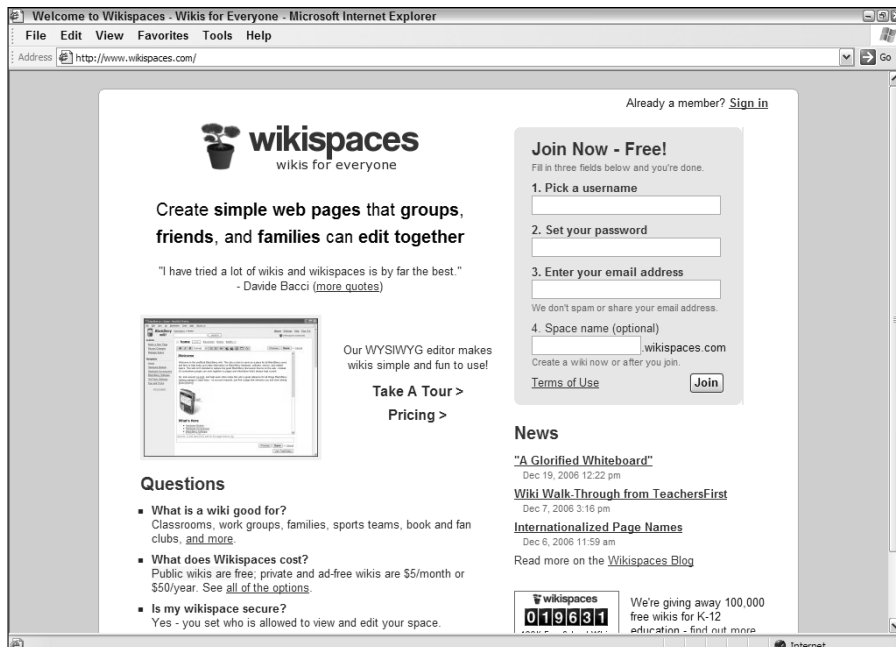 Welcome to Wikispaces - Wikis for Everyone - Microsoft Internet Explorer
File Edit View Favorites Tools Help
Address http://www.wikispaces.com/ Go
Already a member? Sign in
wikispaces
wikis for everyone
Create simple web pages that groups,
friends, and families can edit together
"I have tried a lot of wikis and wikispaces is by far the best."
- Davide Bacci (more quotes)
Our WYSIWYG editor makes
wikis simple and fun to use!
Take A Tour >
Pricing >
Questions
What is a wiki good for?
Classrooms, work groups, families, sports teams, book and fan
clubs, and more.
What does Wikispaces cost?
Public wikis are free; private and ad-free wikis are $5/month or
$50/year. See all of the options.
Is my wikispace secure?
Yes - you set who is allowed to view and edit your space.
Join Now - Free!
Fill in three fields below and you're done.
1. Pick a username
2. Set your password
3. Enter your email address
We don't spam or share your email address.
4. Space name (optional)
.wikispaces.com
Create a wiki now or after you join.
Terms of Use Join
News
"A Glorified Whiteboard"
Dec 19, 2006 12:22 pm
Wiki Walk-Through from TeachersFirst
Dec 7, 2006 3:16 pm
Internationalized Page Names
Dec 6, 2006 11:59 am
Read more on the Wikispaces Blog
wikispaces
019631
We're giving away 100,000
free wikis for K-12
education - find out more
Internet